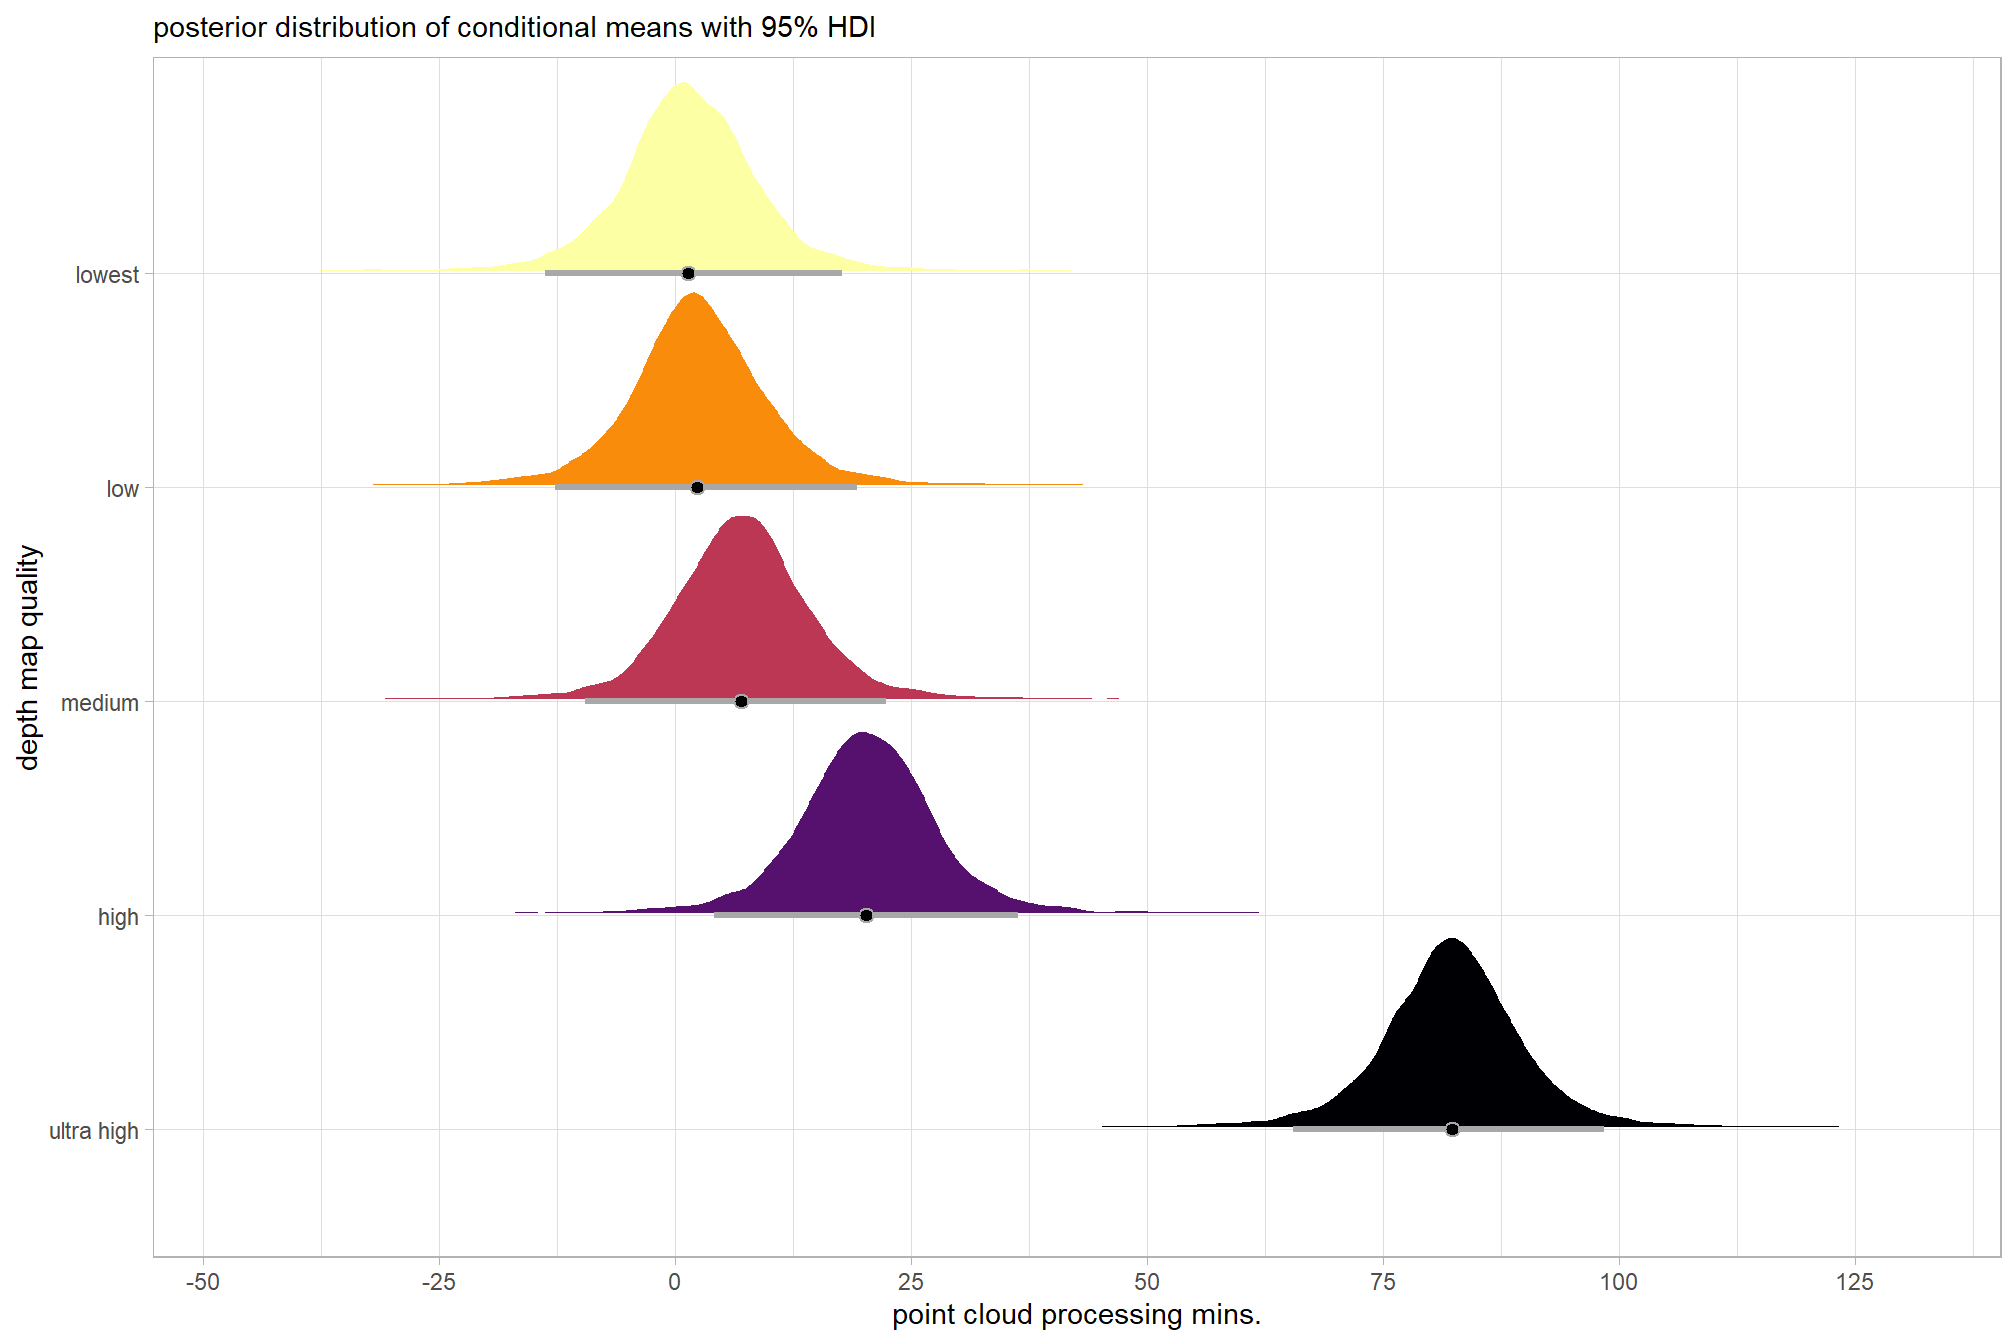 posterior distribution of conditional means with 95% HDI
depth map quality
lowest
low
medium
high
ultra high
-50 -25 0 25 50 75 100 125
point cloud processing mins.